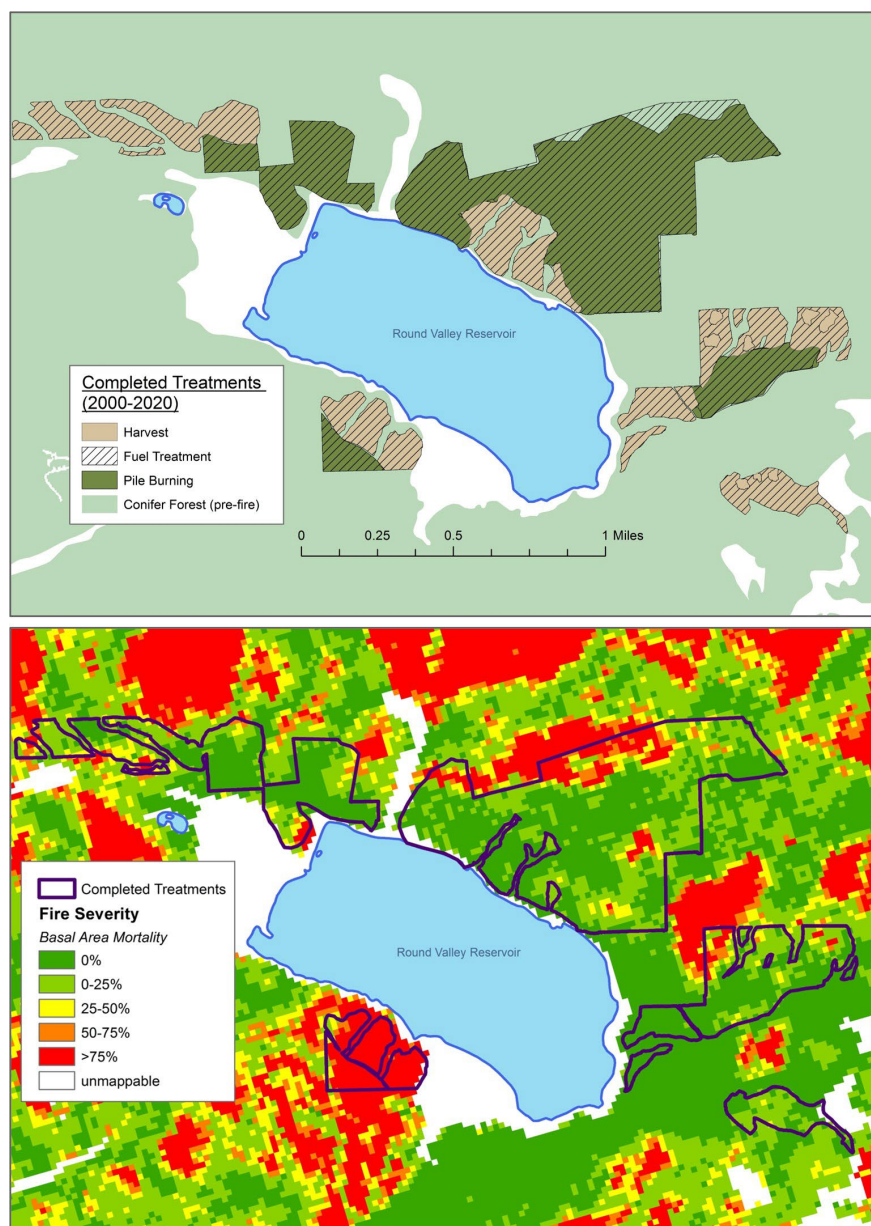 Round Valley Reservoir
Completed Treatments
(2000-2020)
Harvest
Fuel Treatment
Pile Burning
Conifer Forest (pre-fire)
0 0.25 0.5 1 Miles
Completed Treatments
Fire Severity
Basal Area Mortality
0%
0-25%
25-50%
50-75%
>75%
unmappable
Round Valley Reservoir